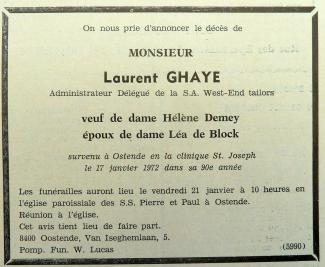 On nous prie d'annoncer le décès de
MONSIEUR
Laurent GHAYE
Administrateur Délégué de la S.A. West-End tailors
veuf de dame Hélène Demey
époux de dame Léa de Block
survenu à Ostende en la clinique St. Joseph
le 17 janvier 1972 dans sa 90e année
Les funérailles auront lieu le vendredi 21 janvier à 10 heures en
l'église paroissiale des S.S. Pierre et Paul à Ostende.
Réunion à l'église.
Cet avis tient lieu de faire part.
8400 Oostende, Van Iseghemlaan, 5.
Pomp. Fun. W. Lucas
(5990)